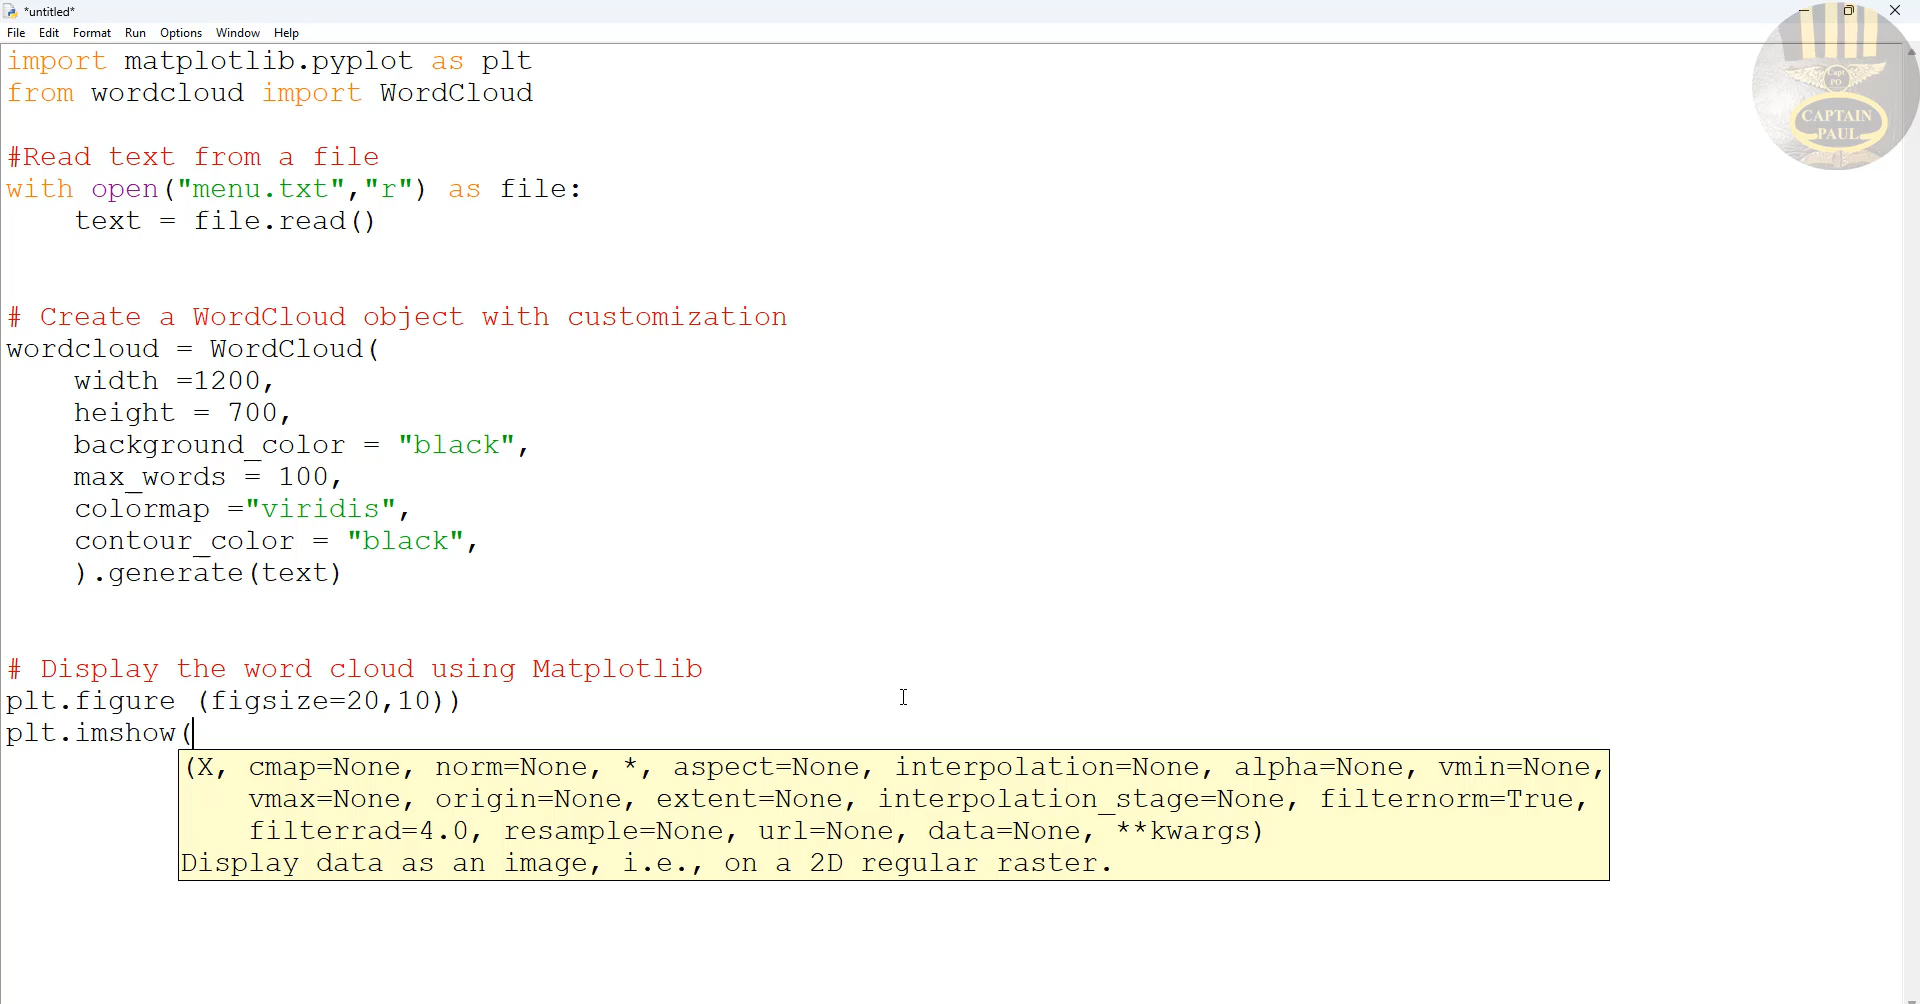 *untitled*
File Edit Format Run Options Window Help
import matplotlib.pyplot as plt
from wordcloud import WordCloud
#Read text from a file
with open("menu.txt","r") as file:
    text = file.read()
# Create a WordCloud object with customization
wordcloud = WordCloud(
    width =1200,
    height = 700,
    background_color = "black",
    max_words = 100,
    colormap ="viridis",
    contour_color = "black",
    ).generate(text)
# Display the word cloud using Matplotlib
plt.figure (figsize=20,10))
plt.imshow(
(X, cmap=None, norm=None, *, aspect=None, interpolation=None, alpha=None, vmin=None,
    vmax=None, origin=None, extent=None, interpolation_stage=None, filternorm=True,
    filterrad=4.0, resample=None, url=None, data=None, **kwargs)
Display data as an image, i.e., on a 2D regular raster.
Capt
PO
CAPTAIN
PAUL